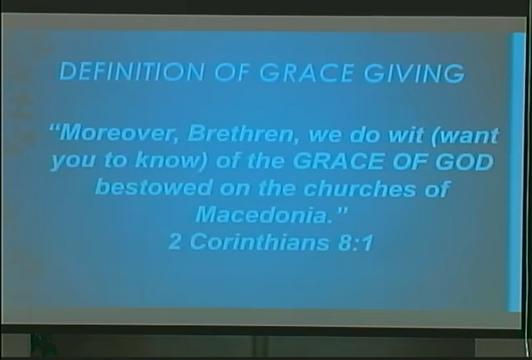 DEFINITION OF GRACE GIVING
“Moreover, Brethren, we do wit (want
you to know) of the GRACE OF GOD
bestowed on the churches of
Macedonia.”
2 Corinthians 8:1